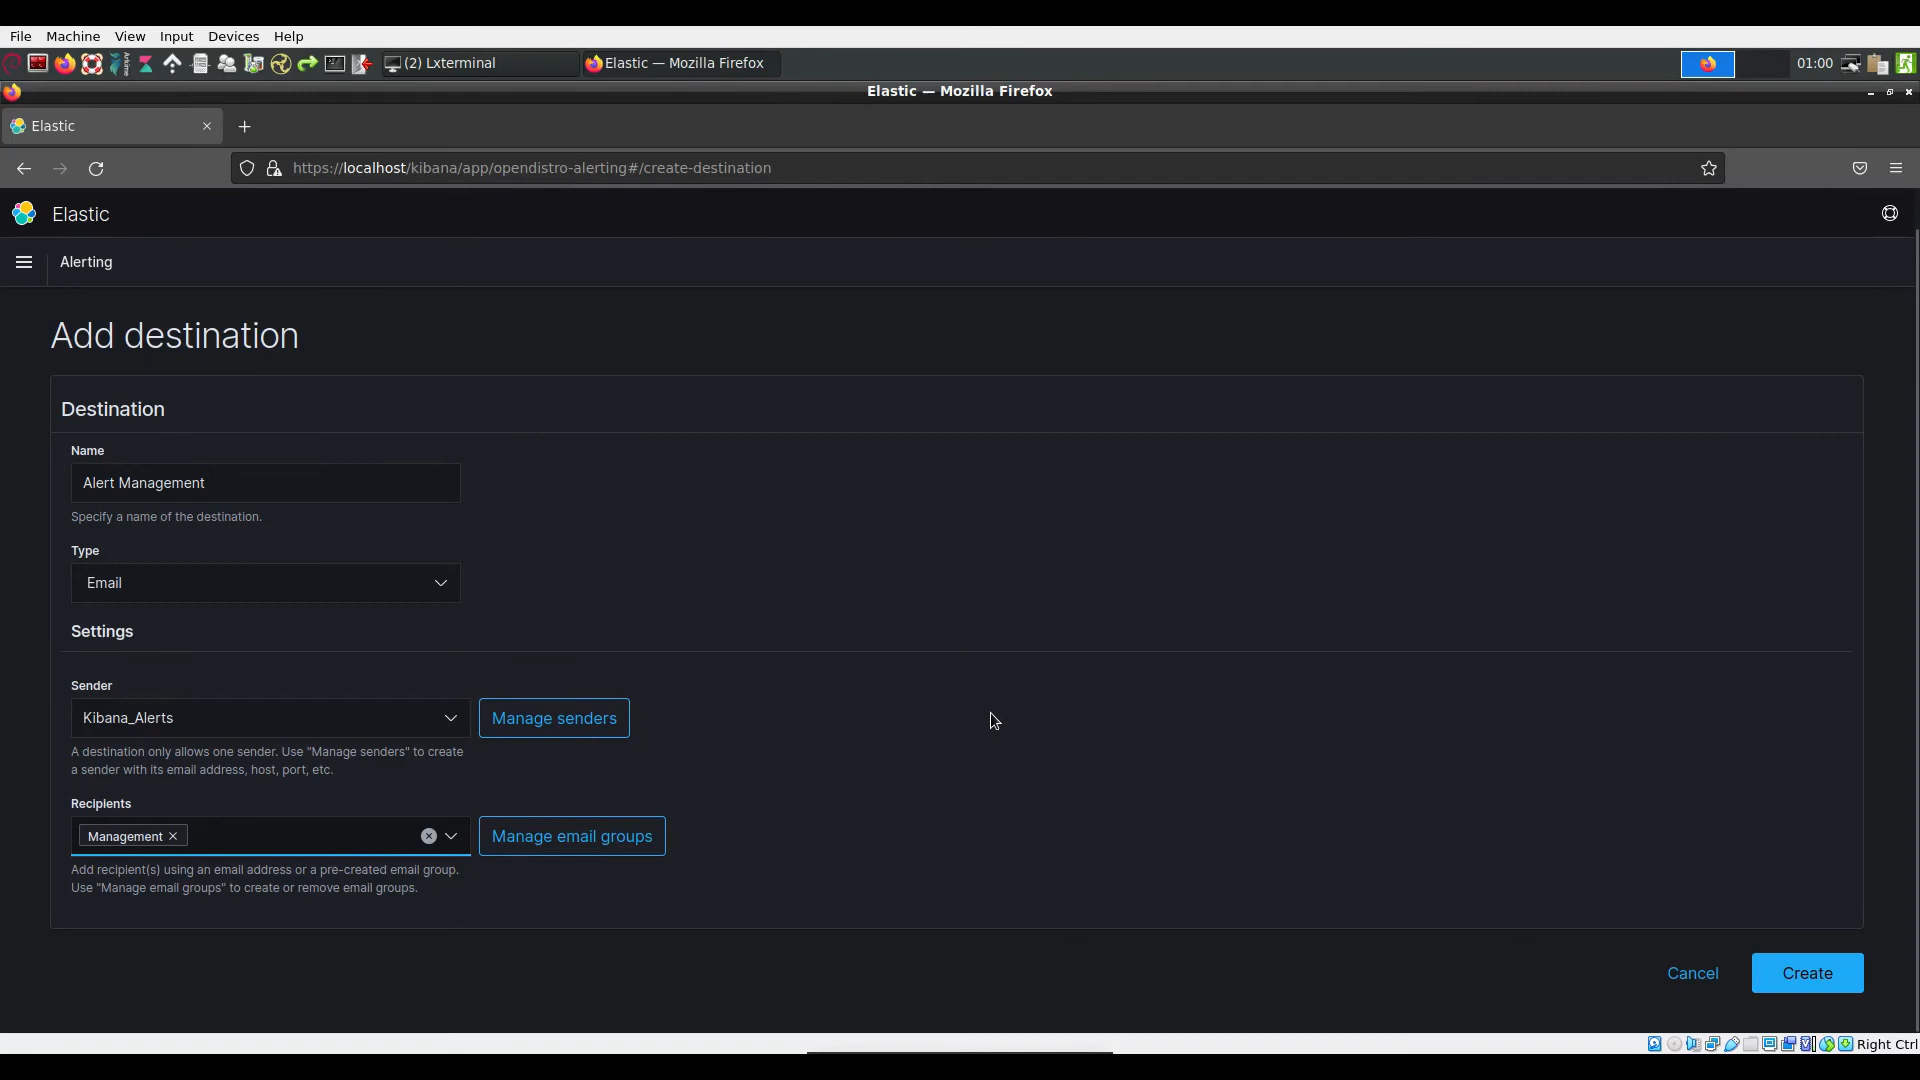 File Machine View Input Devices Help
(2) Lxterminal
Elastic — Mozilla Firefox
01:00
Elastic — Mozilla Firefox
Elastic
https://localhost/kibana/app/opendistro-alerting#/create-destination
Elastic
Alerting
Add destination
Destination
Name
Alert Management
Specify a name of the destination.
Type
Email
Settings
Sender
Kibana_Alerts
Manage senders
A destination only allows one sender. Use "Manage senders" to create
a sender with its email address, host, port, etc.
Recipients
Management
Manage email groups
Add recipient(s) using an email address or a pre-created email group.
Use "Manage email groups" to create or remove email groups.
Cancel
Create
Right Ctrl